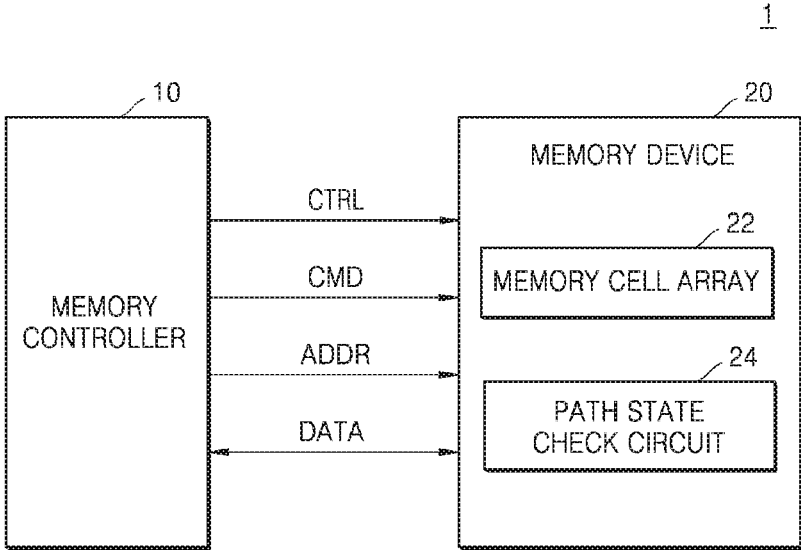 1
10
20
MEMORY DEVICE
CTRL
22
MEMORY CELL ARRAY
CMD
MEMORY
CONTROLLER
ADDR
24
PATH STATE
CHECK CIRCUIT
DATA